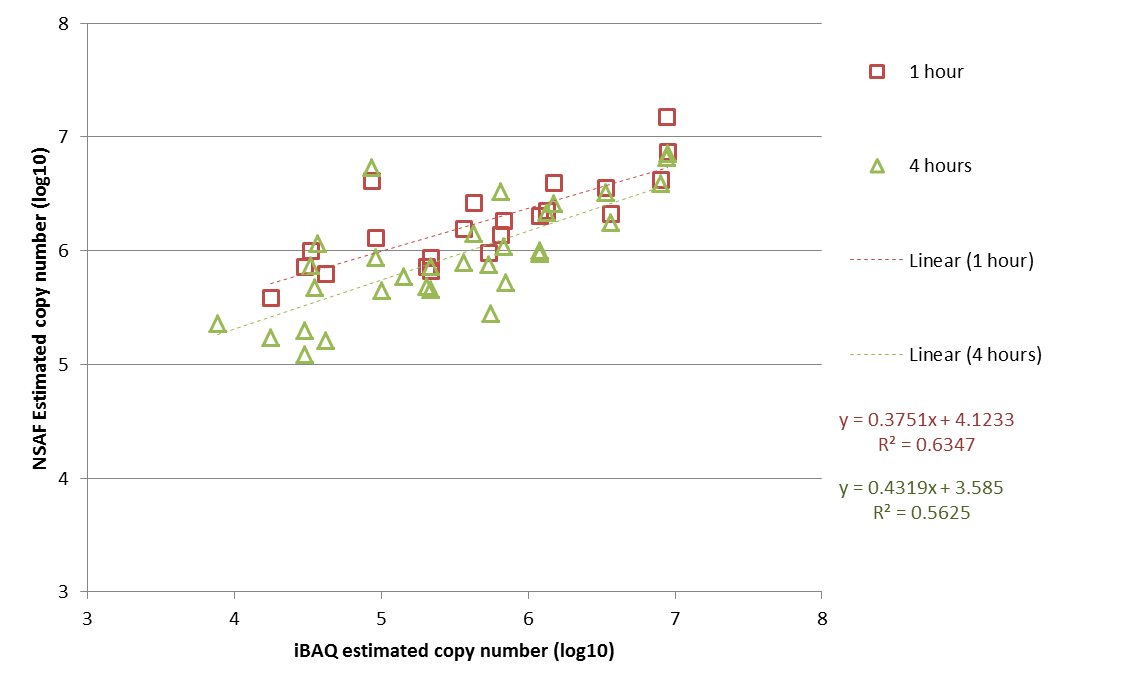 8
7
6
5
4
3
3 4 5 6 7 8
NSAF Estimated copy number (log10)
iBAQ estimated copy number (log10)
1 hour
4 hours
Linear (1 hour)
Linear (4 hours)
y = 0.3751x + 4.1233
R² = 0.6347
y = 0.4319x + 3.585
R² = 0.5625